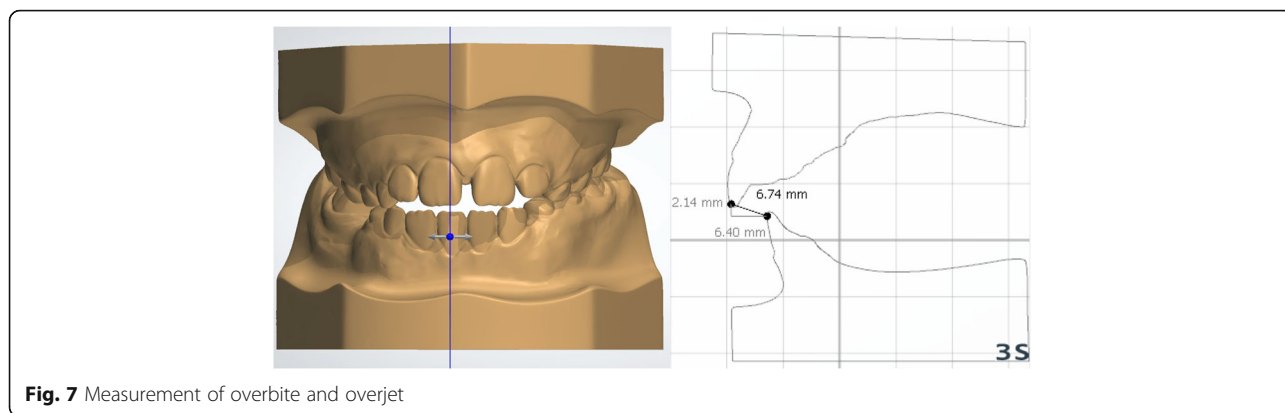 6.74 mm
2.14 mm
6.40 mm
3S
Fig. 7 Measurement of overbite and overjet